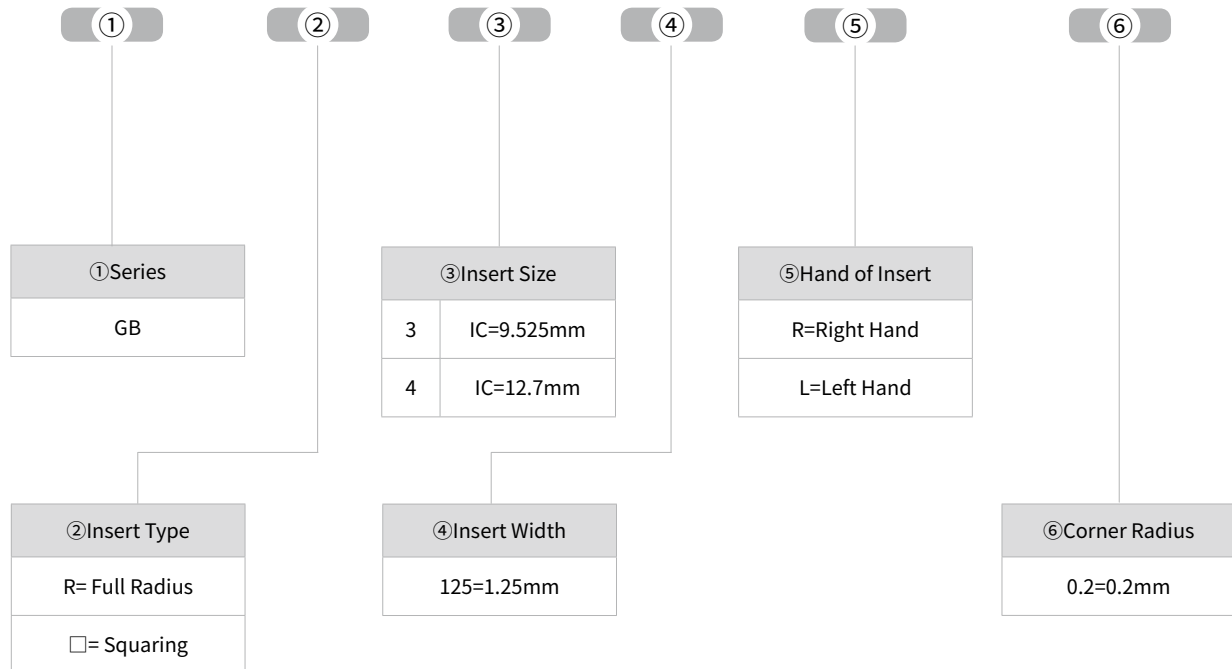 ① ② ③ ④ ⑤ ⑥
①Series
GB
③Insert Size
3 IC=9.525mm
4 IC=12.7mm
⑤Hand of Insert
R=Right Hand
L=Left Hand
②Insert Type
R= Full Radius
□= Squaring
④Insert Width
125=1.25mm
⑥Corner Radius
0.2=0.2mm